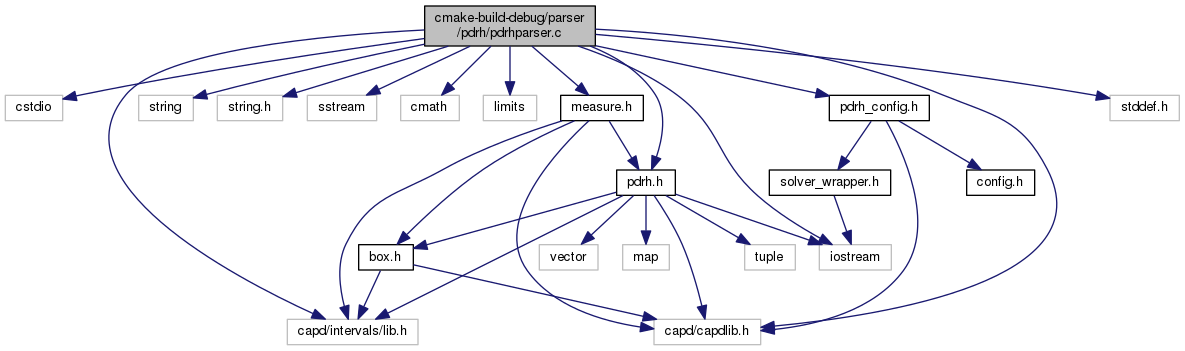 cmake-build-debug/parser
/pdrh/pdrhparser.c
cstdio
string
string.h
sstream
cmath
limits
measure.h
pdrh_config.h
stddef.h
pdrh.h
solver_wrapper.h
config.h
box.h
vector
map
tuple
iostream
capd/intervals/lib.h
capd/capdlib.h